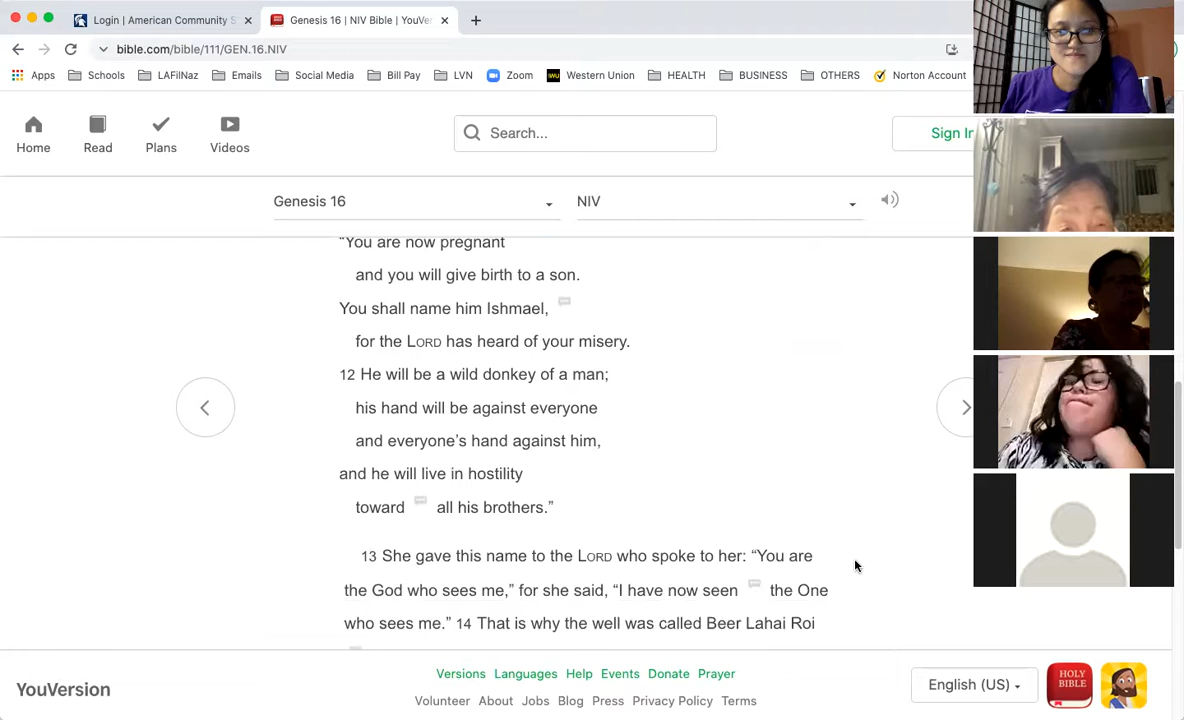 Login | American Community S
Genesis 16 | NIV Bible | YouVe
bible.com/bible/111/GEN.16.NIV
Apps Schools LAFilNaz Emails Social Media Bill Pay LVN Zoom WU Western Union HEALTH BUSINESS OTHERS Norton Account
Home Read Plans Videos
Search...
Sign In
Genesis 16
NIV
“You are now pregnant
and you will give birth to a son.
You shall name him Ishmael,
for the LORD has heard of your misery.
12 He will be a wild donkey of a man;
his hand will be against everyone
and everyone’s hand against him,
and he will live in hostility
toward all his brothers.”
13 She gave this name to the LORD who spoke to her: “You are
the God who sees me,” for she said, “I have now seen the One
who sees me.” 14 That is why the well was called Beer Lahai Roi
YouVersion
Versions Languages Help Events Donate Prayer
Volunteer About Jobs Blog Press Privacy Policy Terms
English (US)
HOLY
BIBLE